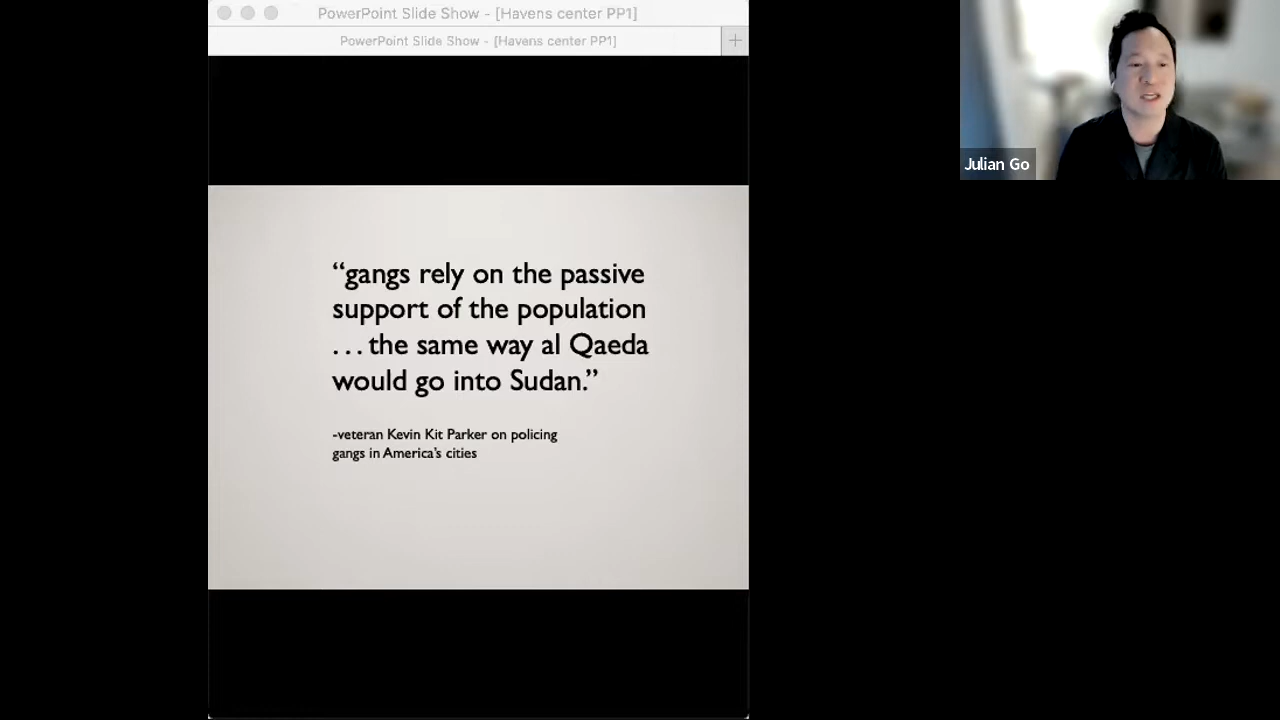 PowerPoint Slide Show - [Havens center PP1]
PowerPoint Slide Show - [Havens center PP1]
“gangs rely on the passive
support of the population
. . . the same way al Qaeda
would go into Sudan.”
-veteran Kevin Kit Parker on policing
gangs in America’s cities
Julian Go